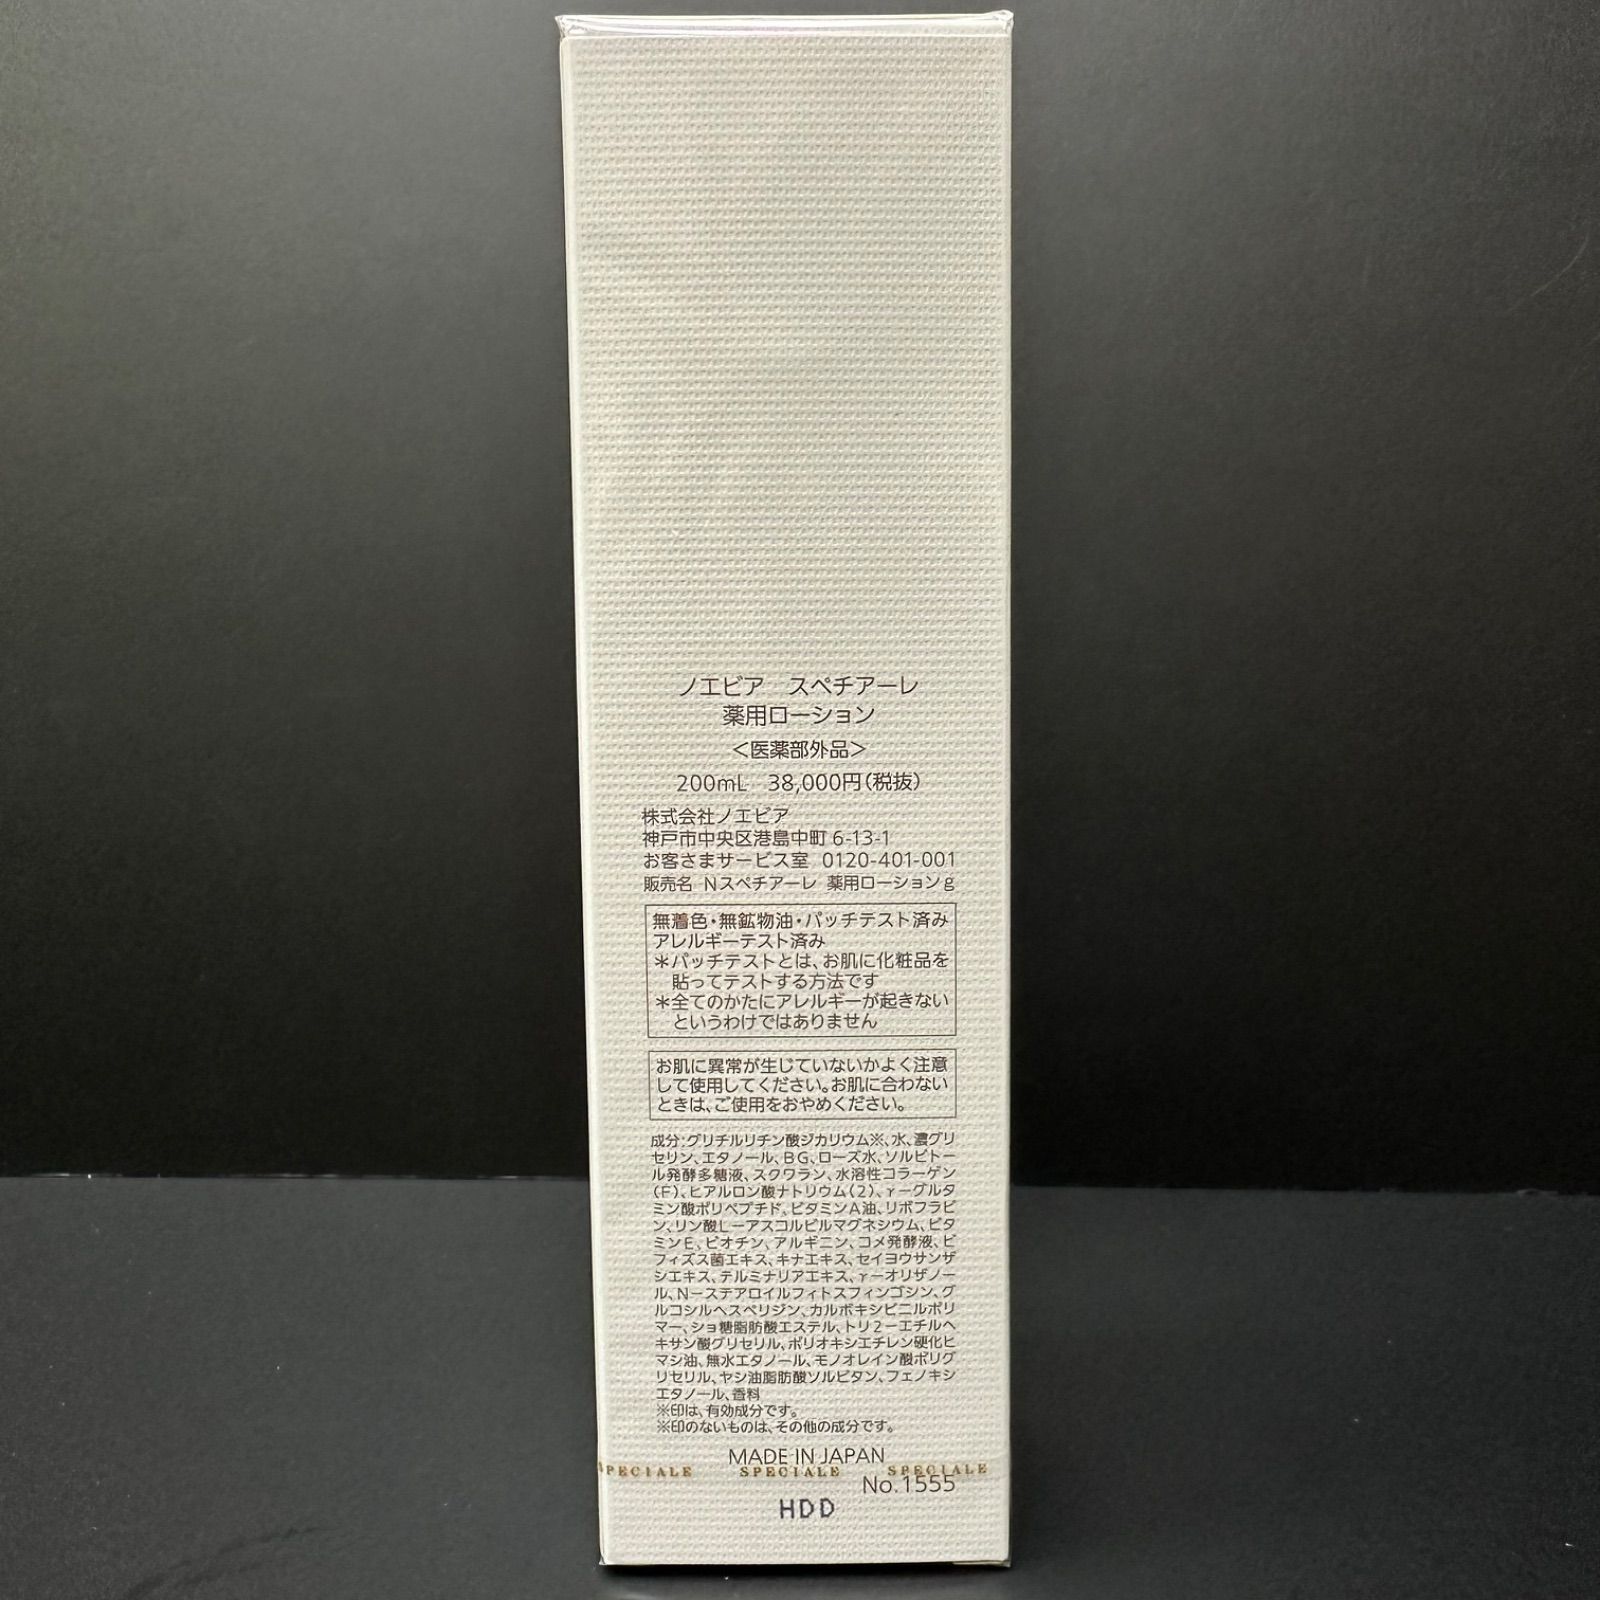 ノエビア　スペチアーレ
薬用ローション
＜医薬部外品＞
200mL　38,000円(税抜)
株式会社ノエビア
神戸市中央区港島中町 6-13-1
お客さまサービス室 0120-401-001
販売名 Nスペチアーレ 薬用ローションg
無着色・無鉱物油・パッチテスト済み
アレルギーテスト済み
＊パッチテストとは、お肌に化粧品を
貼ってテストする方法です
＊全てのかたにアレルギーが起きない
というわけではありません
お肌に異常が生じていないかよく注意
して使用してください。お肌に合わない
ときは、ご使用をおやめください。
成分：グリチルリチン酸ジカリウム※、水、濃グリ
セリン、エタノール、BG、ローズ水、ソルビトー
ル発酵多糖液、スクワラン、水溶性コラーゲン
(F)、ヒアルロン酸ナトリウム(2)、γーグルタ
ミン酸ポリペプチド、ビタミンA油、リボフラビ
ン、リン酸Lーアスコルビルマグネシウム、ビタ
ミンE、ビオチン、アルギニン、コメ発酵液、ビ
フィズス菌エキス、キナエキス、セイヨウサンザ
シエキス、テルミナリアエキス、γーオリザノー
ル、Nーステアロイルフィトスフィンゴシン、グ
ルコシルヘスペリジン、カルボキシビニルポリ
マー、ショ糖脂肪酸エステル、トリ2ーエチルヘ
キサン酸グリセリル、ポリオキシエチレン硬化ヒ
マシ油、無水エタノール、モノオレイン酸ポリグ
リセリル、ヤシ油脂肪酸ソルビタン、フェノキシ
エタノール、香料
※印は、有効成分です。
※印のないものは、その他の成分です。
MADE IN JAPAN
SPECIALE SPECIALE SPECIALE
No.1555
HDD